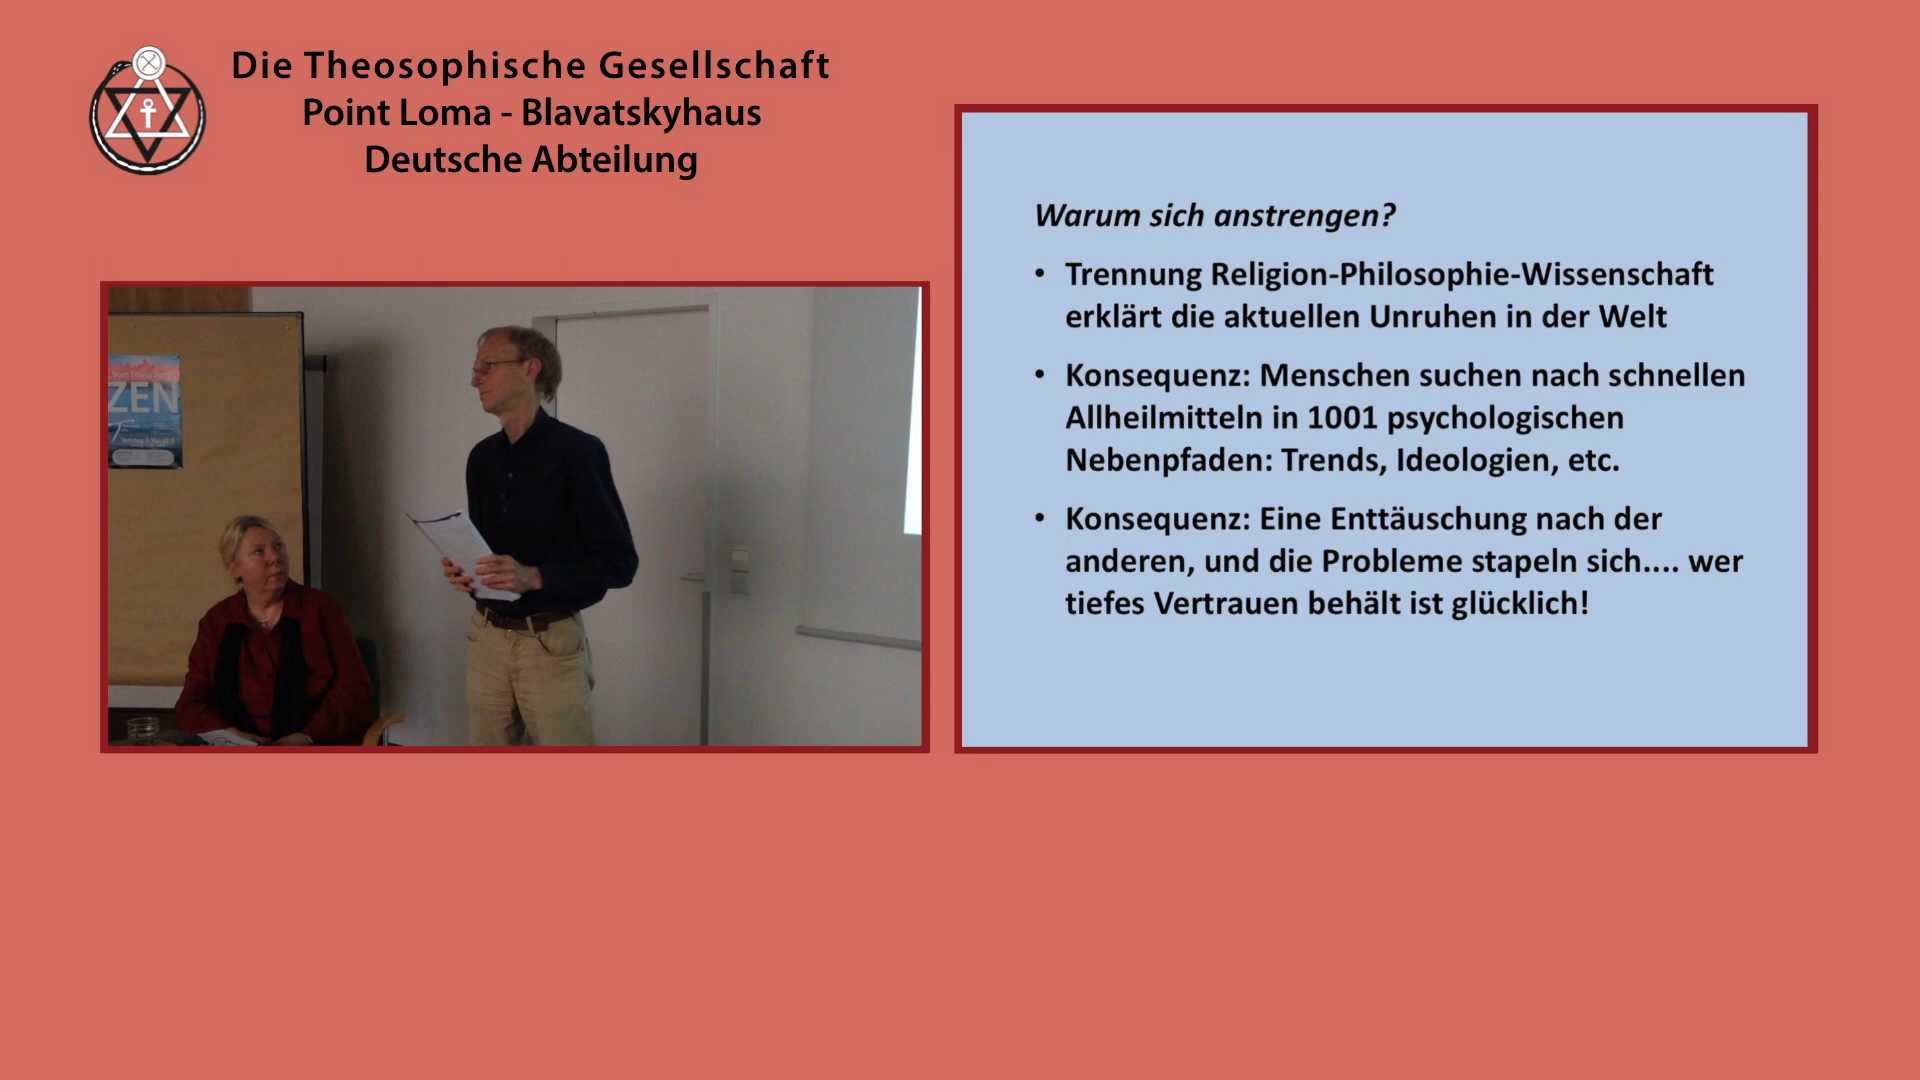 Die Theosophische Gesellschaft
Point Loma - Blavatskyhaus
Deutsche Abteilung
ZEN
Warum sich anstrengen?
• Trennung Religion-Philosophie-Wissenschaft
erklärt die aktuellen Unruhen in der Welt
• Konsequenz: Menschen suchen nach schnellen
Allheilmitteln in 1001 psychologischen
Nebenpfaden: Trends, Ideologien, etc.
• Konsequenz: Eine Enttäuschung nach der
anderen, und die Probleme stapeln sich.... wer
tiefes Vertrauen behält ist glücklich!